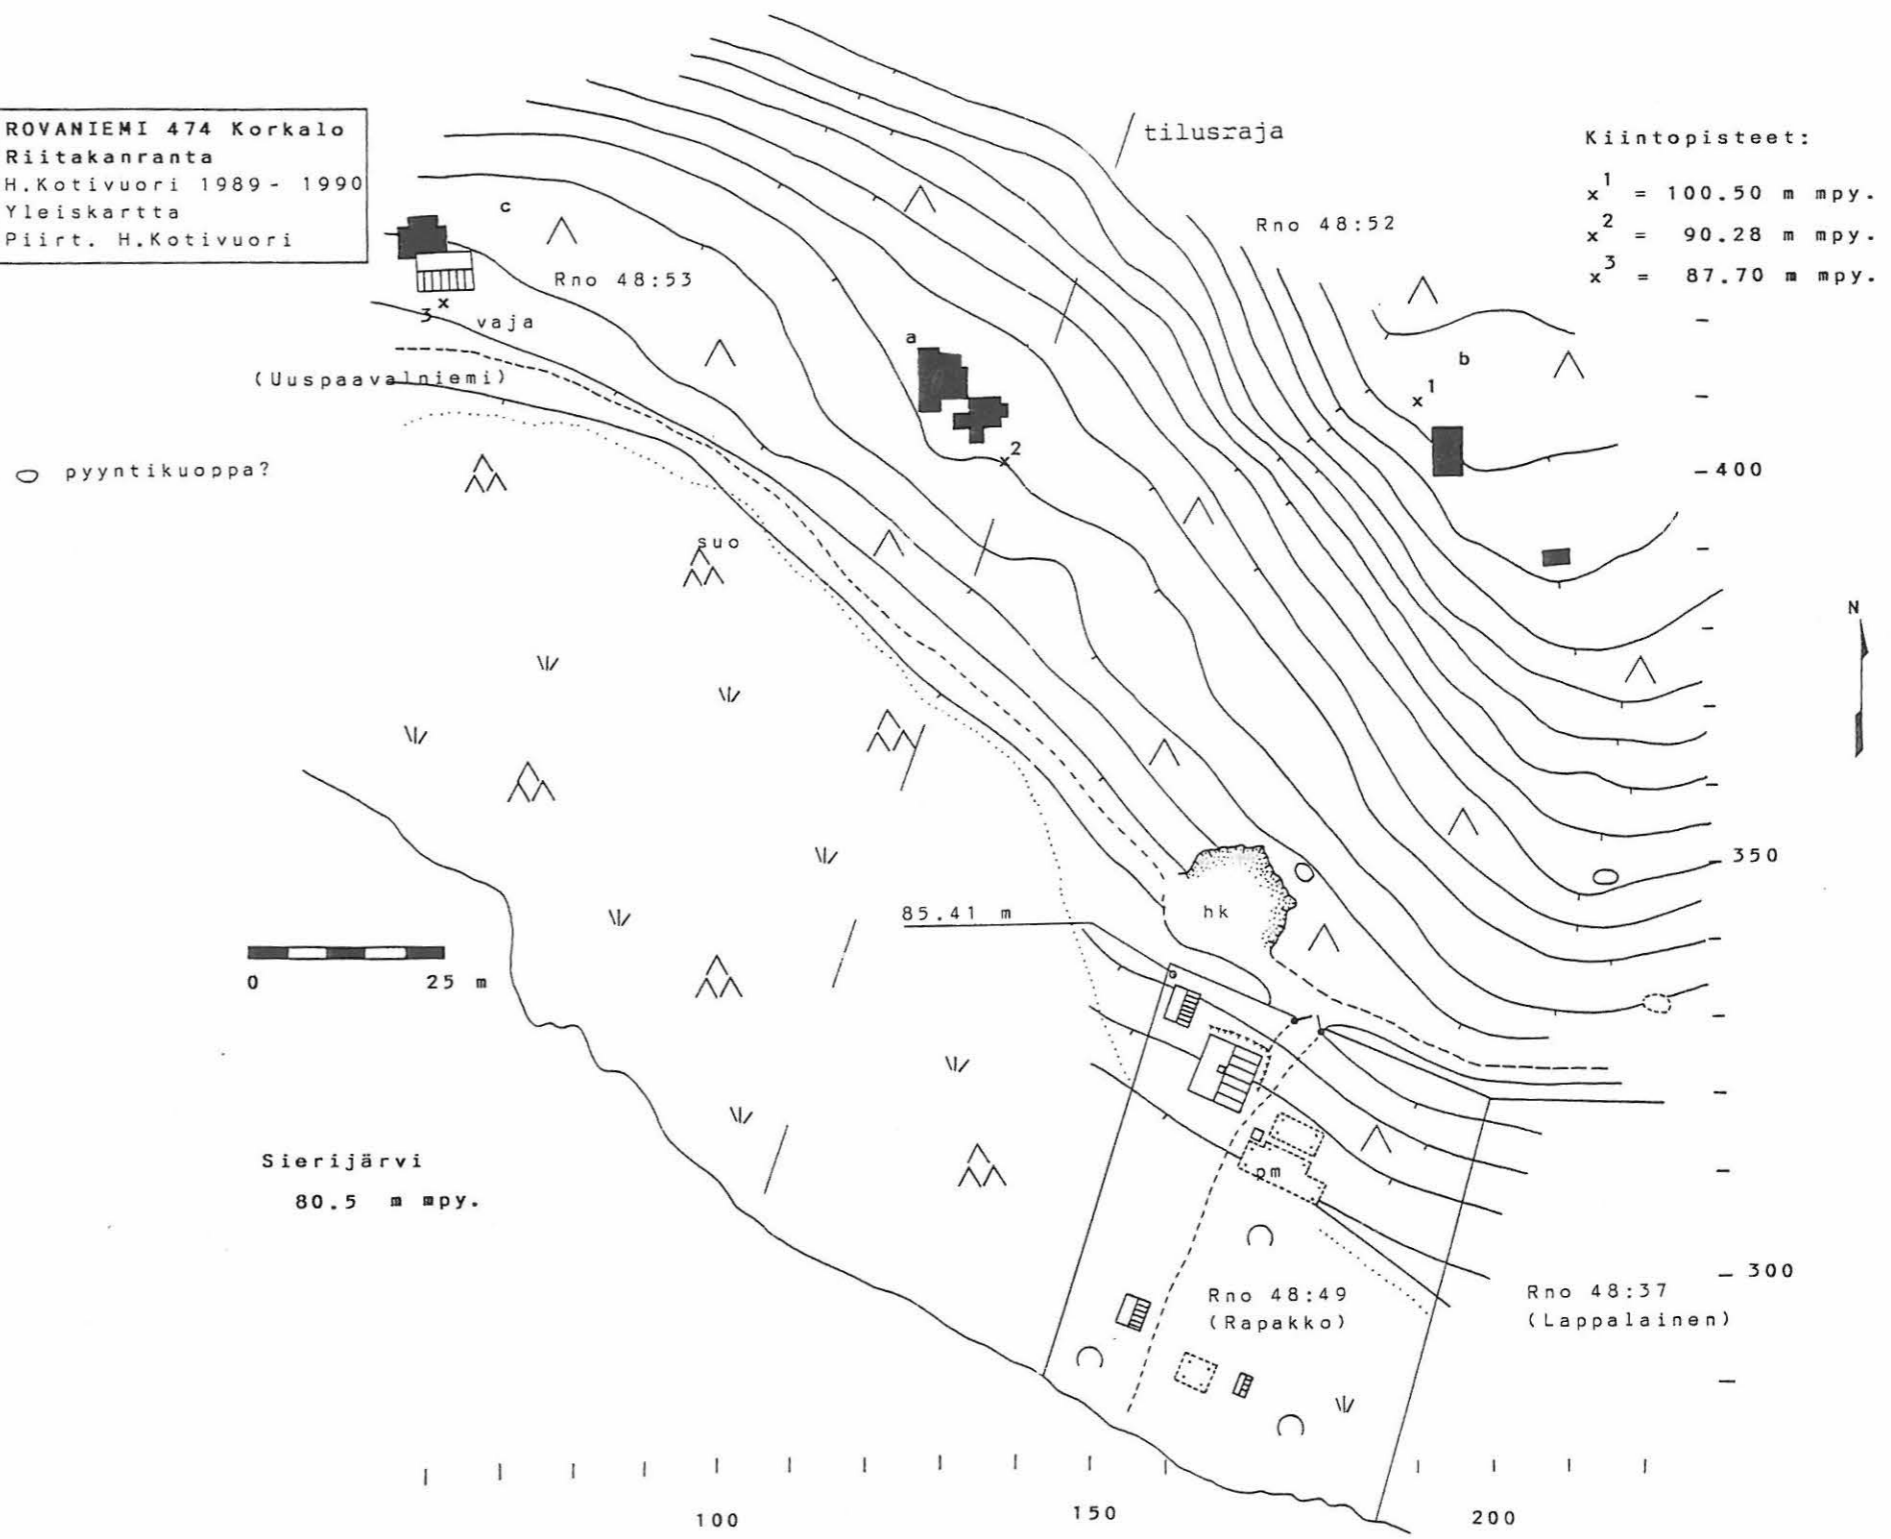 ROVANIEMI 474 Korkalo
Riitakanranta
H.Kotivuori 1989- 1990
Yleiskartta
Piirt. H.Kotivuori
tilusraja
Kiintopisteet:
x1 = 100.50 m mpy.
x2 = 90.28 m mpy.
x3 = 87.70 m mpy.
Rno 48:52
c
Rno 48:53
3 x
vaja
a
b
x 1
(Uuspaavalniemi)
x 2
pyyntikuoppa?
400
suo
N
350
hk
85.41 m
0 25 m
Sierijärvi
80.5 m mpy.
pm
300
Rno 48:49
(Rapakko)
Rno 48:37
(Lappalainen)
100
150
200